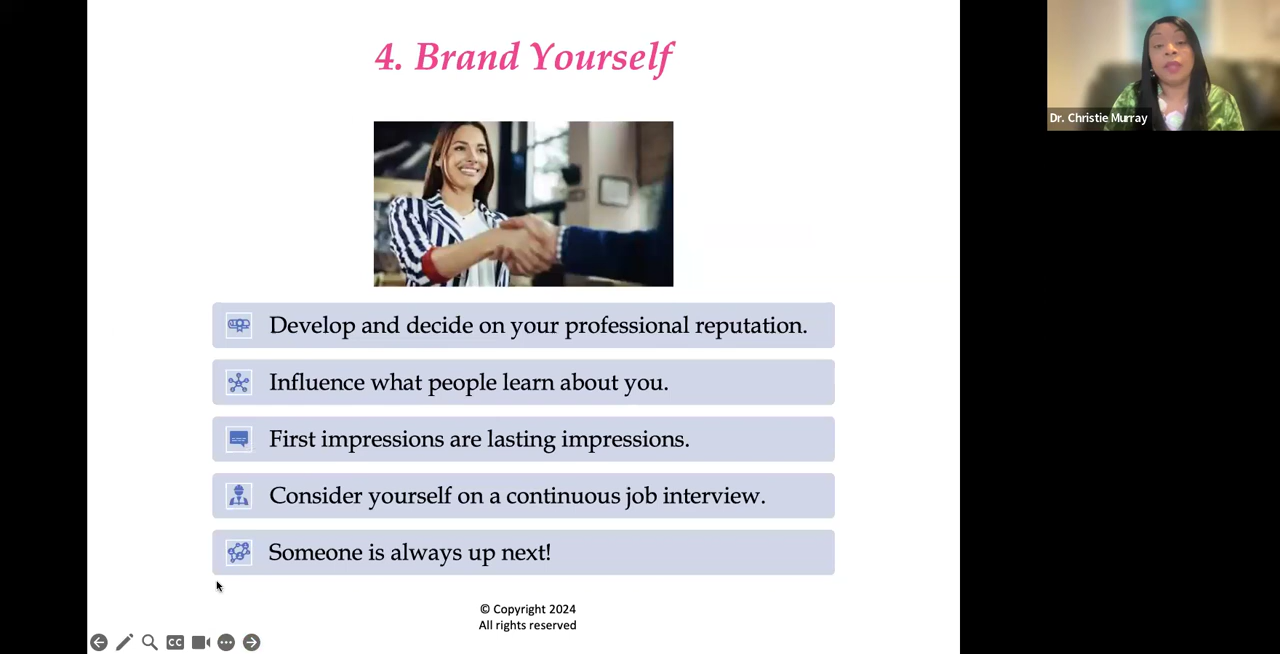 4. Brand Yourself
Dr. Christie Murray
Develop and decide on your professional reputation.
Influence what people learn about you.
First impressions are lasting impressions.
Consider yourself on a continuous job interview.
Someone is always up next!
© Copyright 2024
All rights reserved
CC